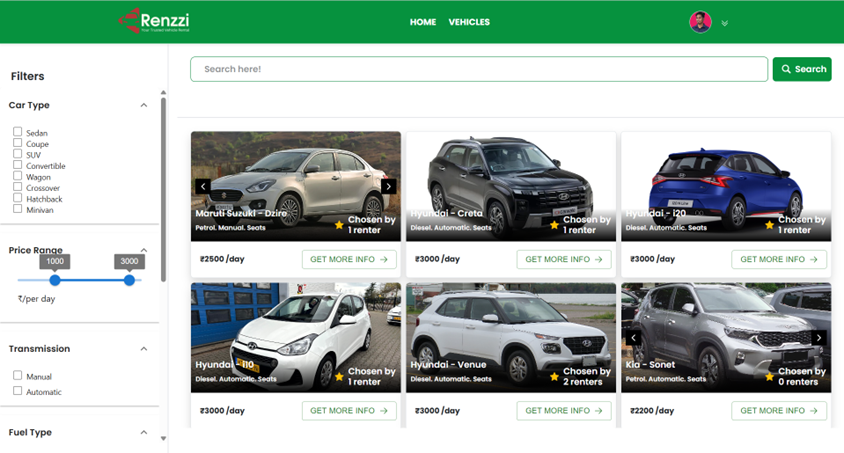 Renzzi
Your Trusted Vehicle Rental
HOME VEHICLES
Filters
Search here!
Search
Car Type
Sedan
Coupe
SUV
Convertible
Wagon
Crossover
Hatchback
Minivan
Price Range
1000 3000
₹/per day
Transmission
Manual
Automatic
Fuel Type
Maruti Suzuki - Dzire
Petrol. Manual. Seats
Chosen by
1 renter
₹2500 /day
GET MORE INFO
Hyundai - Creta
Diesel. Automatic. Seats
Chosen by
1 renter
₹3000 /day
GET MORE INFO
Hyundai - i20
Diesel. Automatic. Seats
Chosen by
1 renter
₹3000 /day
GET MORE INFO
Hyundai - i10
Diesel. Automatic. Seats
Chosen by
1 renter
₹3000 /day
GET MORE INFO
Hyundai - Venue
Diesel. Automatic. Seats
Chosen by
2 renters
₹3000 /day
GET MORE INFO
Kia - Sonet
Petrol. Automatic. Seats
Chosen by
0 renters
₹2200 /day
GET MORE INFO